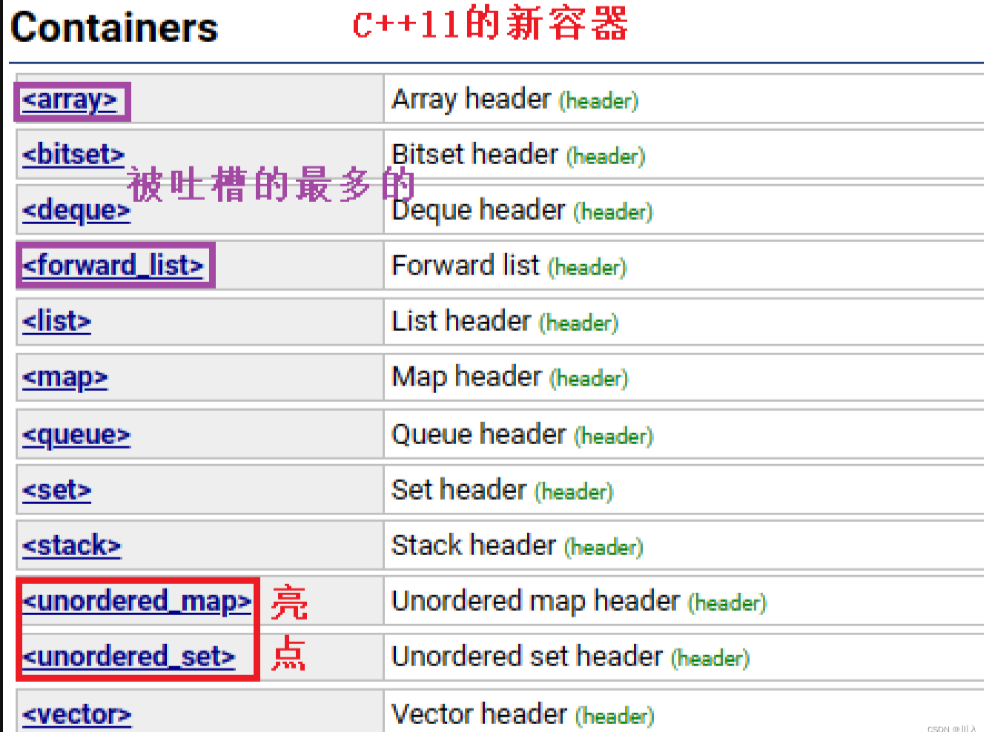 Containers C++11的新容器
<array> Array header (header)
<bitset> Bitset header (header)
被吐槽的最多的
<deque> Deque header (header)
<forward_list> Forward list (header)
<list> List header (header)
<map> Map header (header)
<queue> Queue header (header)
<set> Set header (header)
<stack> Stack header (header)
<unordered_map> 亮 Unordered map header (header)
<unordered_set> 点 Unordered set header (header)
<vector> Vector header (header)
CSDN @川入